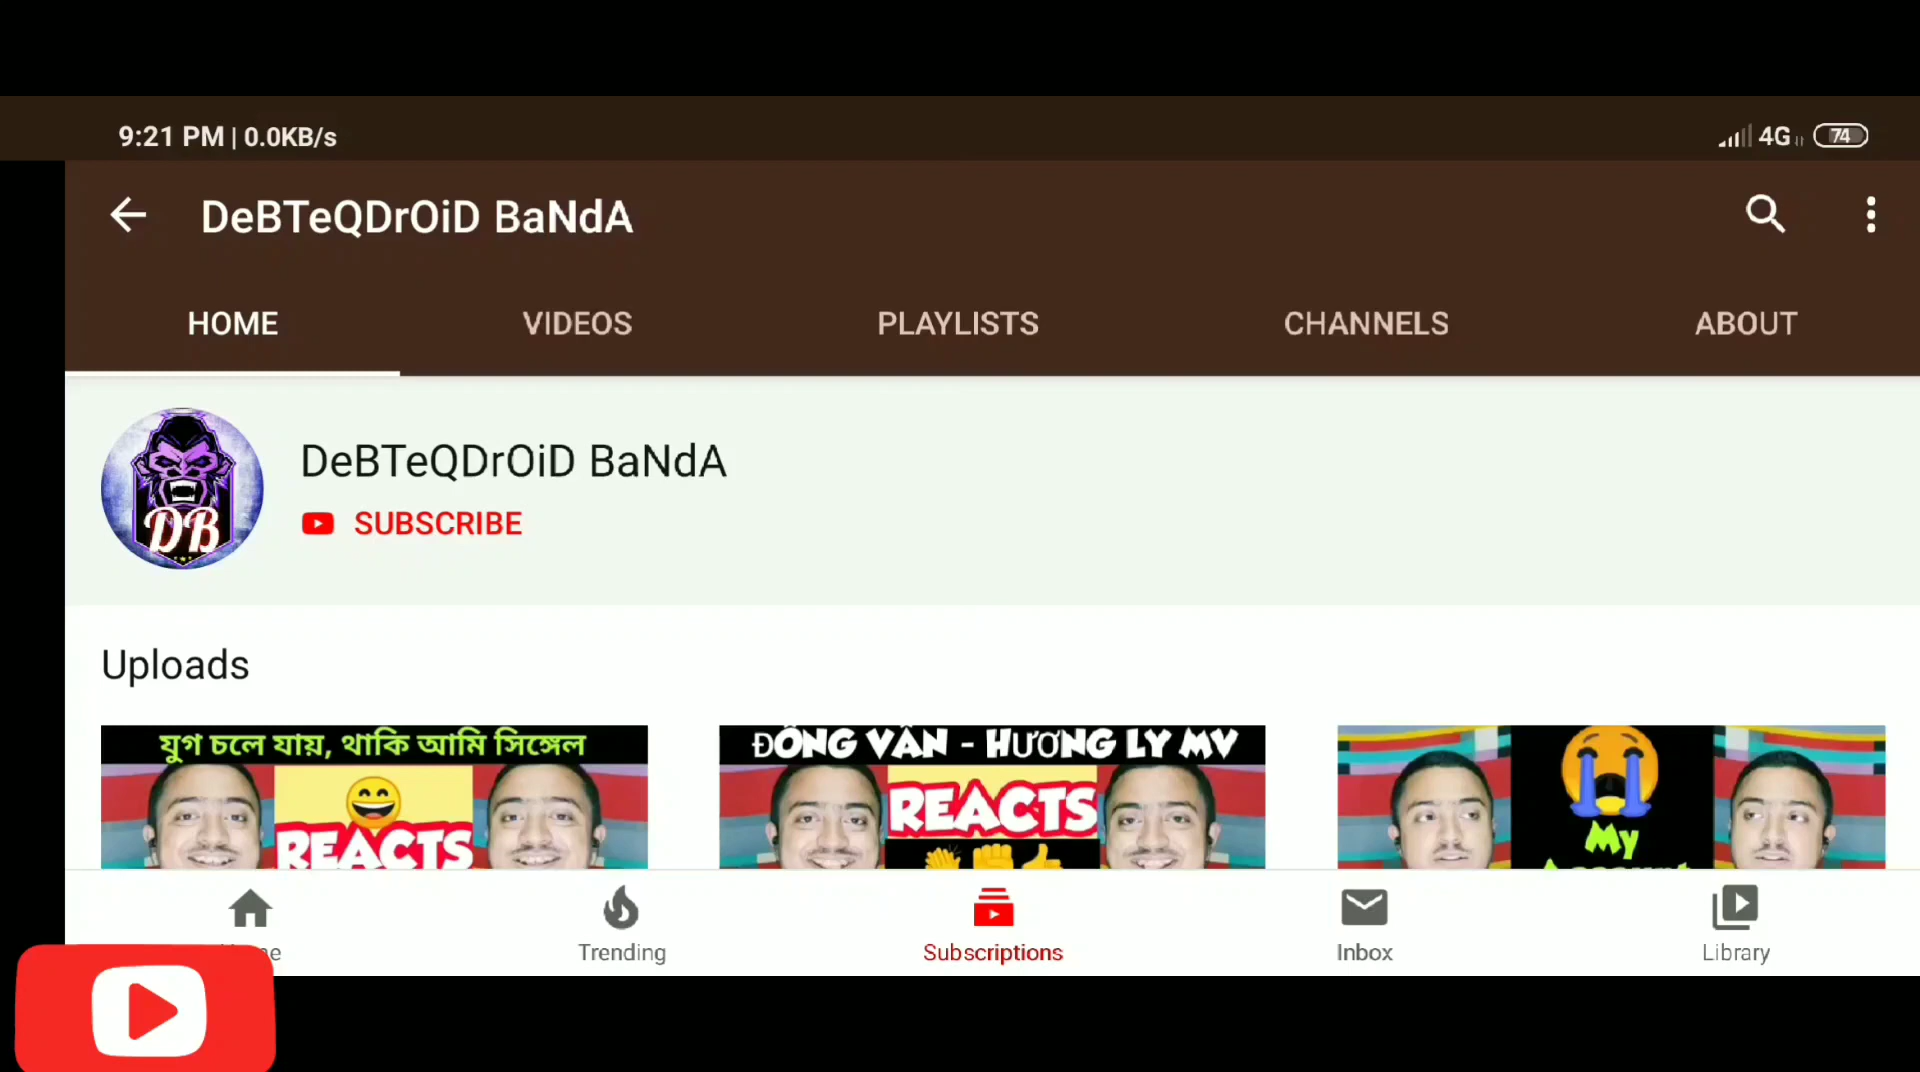 9:21 PM | 0.0KB/s
4G
74
DeBTeQDrOiD BaNdA
HOME
VIDEOS
PLAYLISTS
CHANNELS
ABOUT
DB
DeBTeQDrOiD BaNdA
SUBSCRIBE
Uploads
যুগ চলে যায়, থাকি আমি সিঙ্গেল
REACTS
ĐÔNG VÂN - HƯƠNG LY MV
REACTS
My
Trending
Subscriptions
Inbox
Library